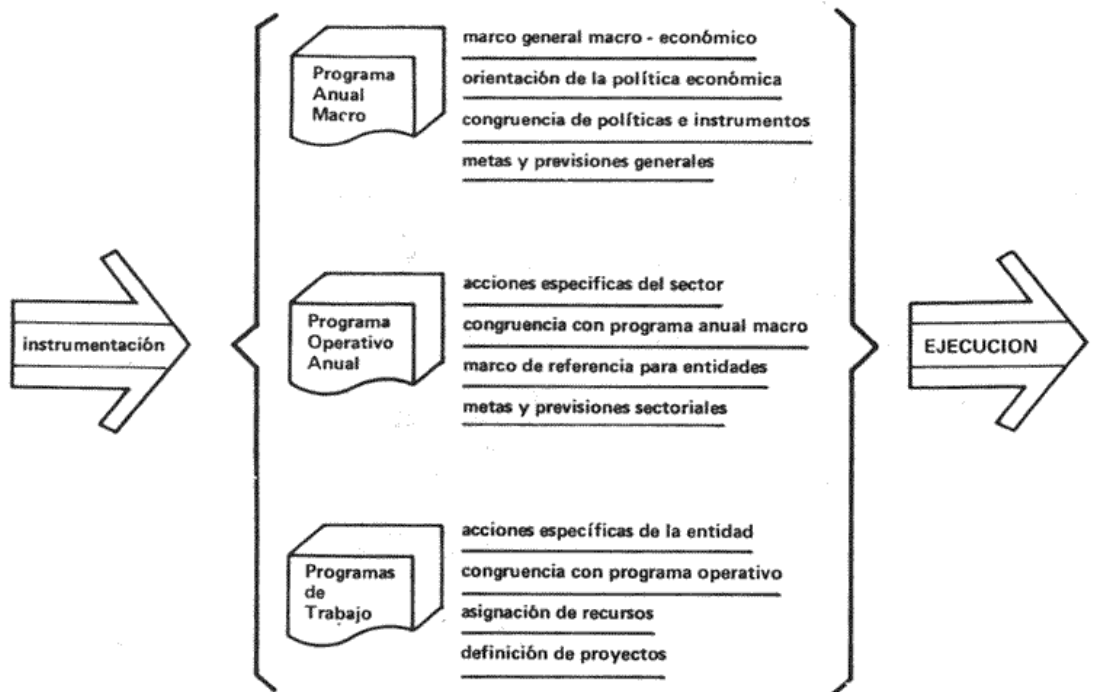 instrumentación
Programa
Anual
Macro
marco general macro - económico
orientación de la política económica
congruencia de políticas e instrumentos
metas y previsiones generales
Programa
Operativo
Anual
acciones especificas del sector
congruencia con programa anual macro
marco de referencia para entidades
metas y previsiones sectoriales
Programas
de
Trabajo
acciones específicas de la entidad
congruencia con programa operativo
asignación de recursos
definición de proyectos
EJECUCION